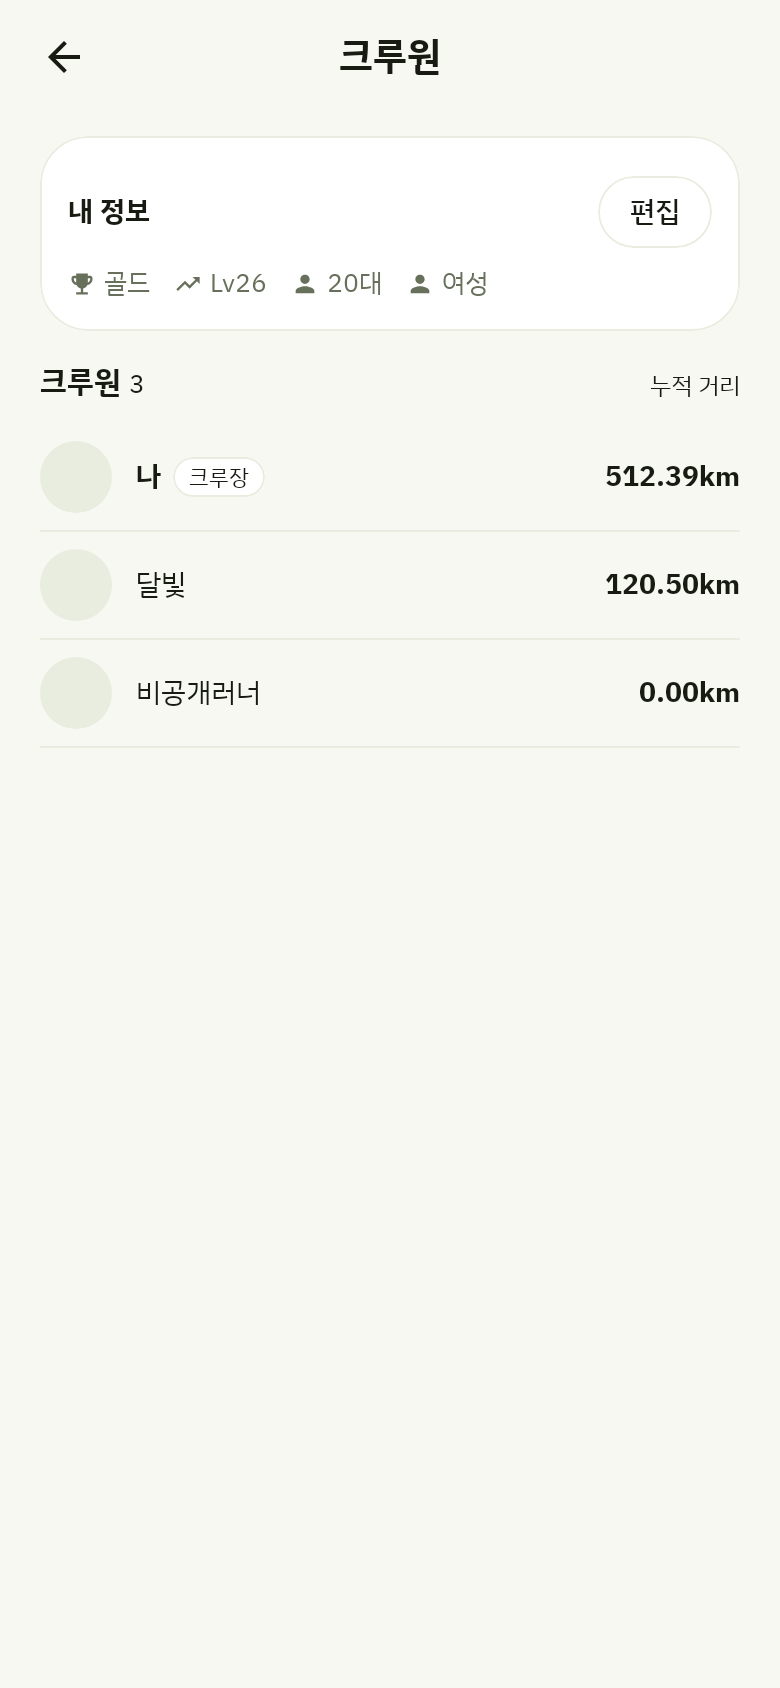 크루원
내 정보 편집
골드 Lv26 20대 여성
크루원 3 누적 거리
나 크루장 512.39km
달빛 120.50km
비공개러너 0.00km